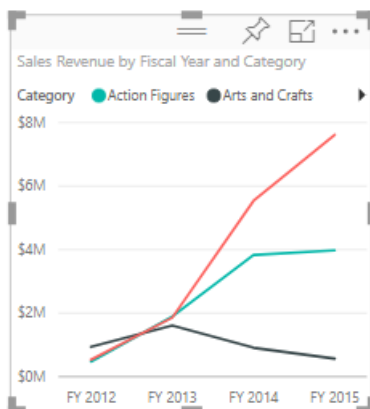 Sales Revenue by Fiscal Year and Category
Category Action Figures Arts and Crafts
$8M
$6M
$4M
$2M
$0M
FY 2012 FY 2013 FY 2014 FY 2015